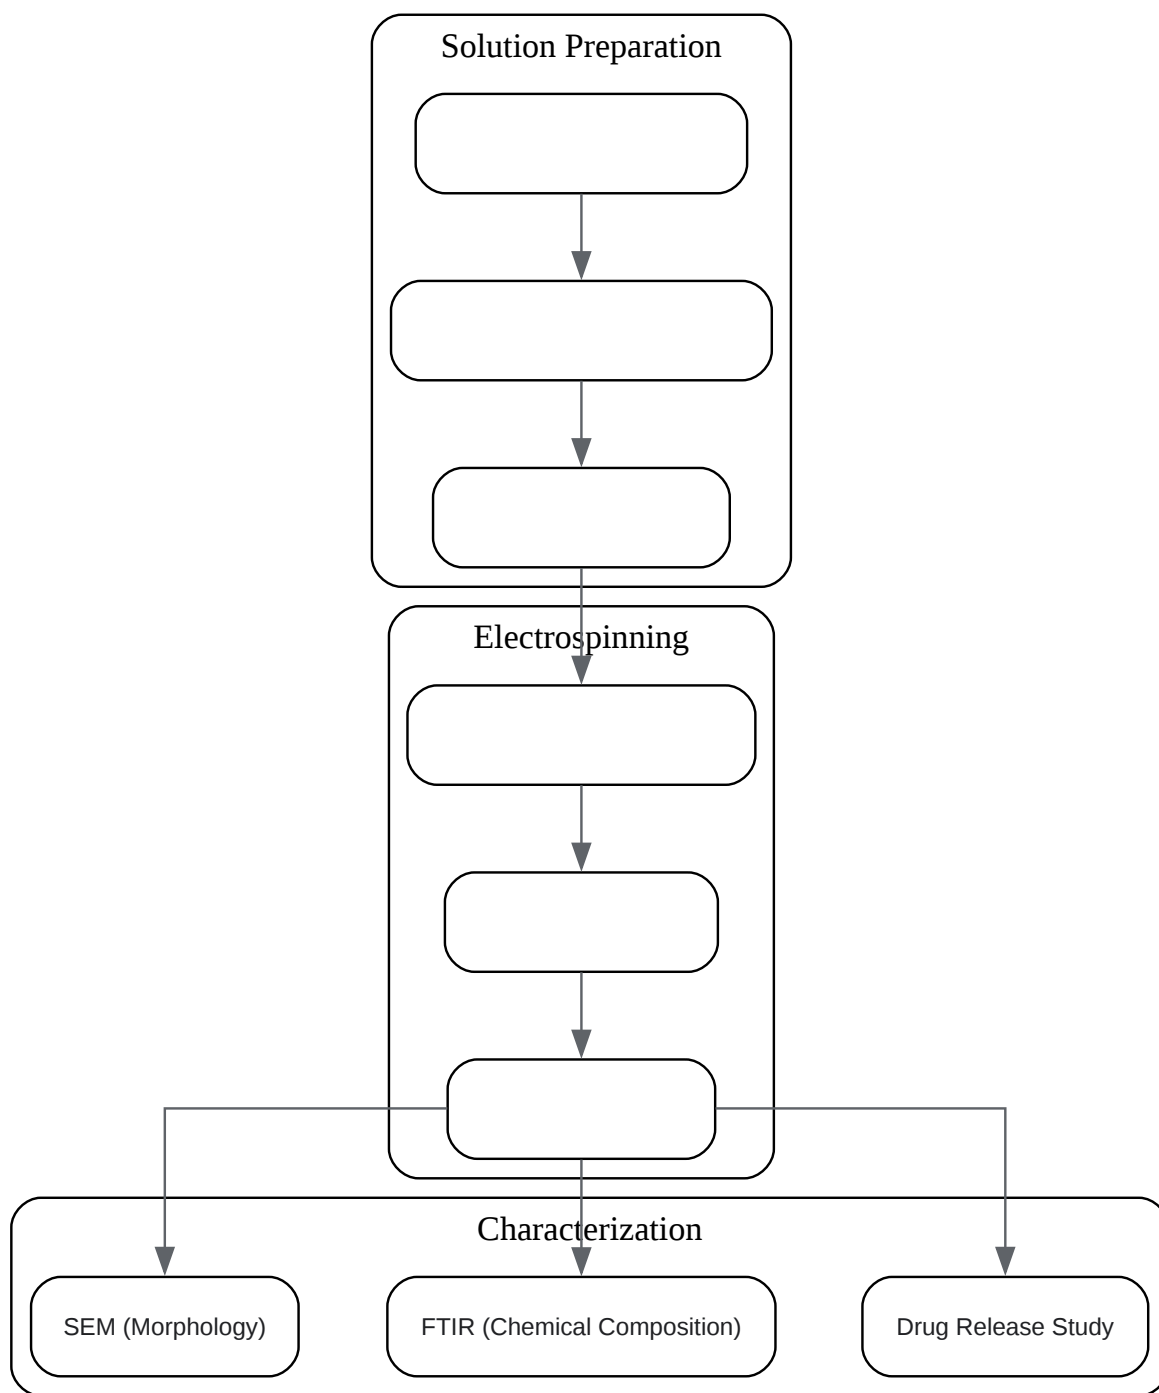 Solution Preparation
Electrospinning
Characterization
SEM (Morphology)
FTIR (Chemical Composition)
Drug Release Study